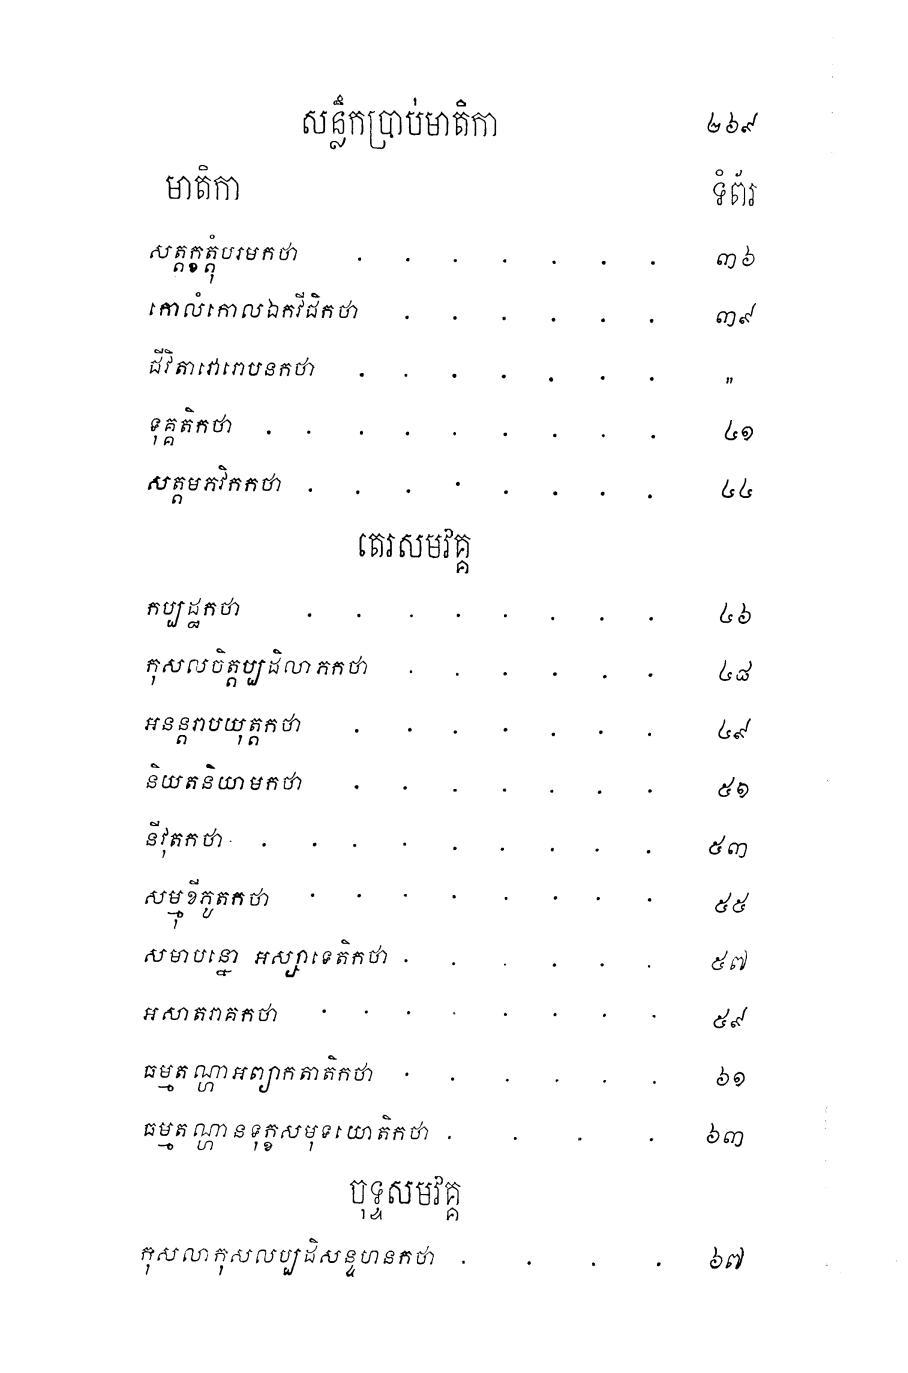 សន្លឹកប្រាប់មាតិកា ២៦៩
មាតិកា ទំព័រ
សត្តក្ខត្តុំបរមកថា . . . . . . . ៣៦
កោលំកោលឯកវីជិកថា . . . . . . ៣៩
ជីវិតាវោរោបនកថា . . . . . . . "
ទុគ្គតិកថា . . . . . . . . . ៤១
សត្តមភវិកកថា . . . . . . . . ៤៤
តេរសមវគ្គ
កប្បដ្ឋកថា . . . . . . . . ៤៦
កុសលចិត្តប្បដិលាភកថា . . . . . . ៤៨
អនន្តរាបយុត្តកថា . . . . . . . ៤៩
និយតនិយាមកថា . . . . . . . ៥១
នីវុតកថា . . . . . . . . . ៥៣
សម្មុខីភូតកថា . . . . . . . . ៥៥
សមាបន្នោ អស្សាទេតិកថា . . . . . . ៥៧
អសាតរាគកថា . . . . . . . . ៥៩
ធម្មតណ្ហាអព្យាកតាតិកថា . . . . . . ៦១
ធម្មតណ្ហានទុក្ខសមុទយោតិកថា . . . . ៦៣
ចុទ្ទសមវគ្គ
កុសលាកុសលប្បដិសន្ទហនកថា . . . . ៦៧